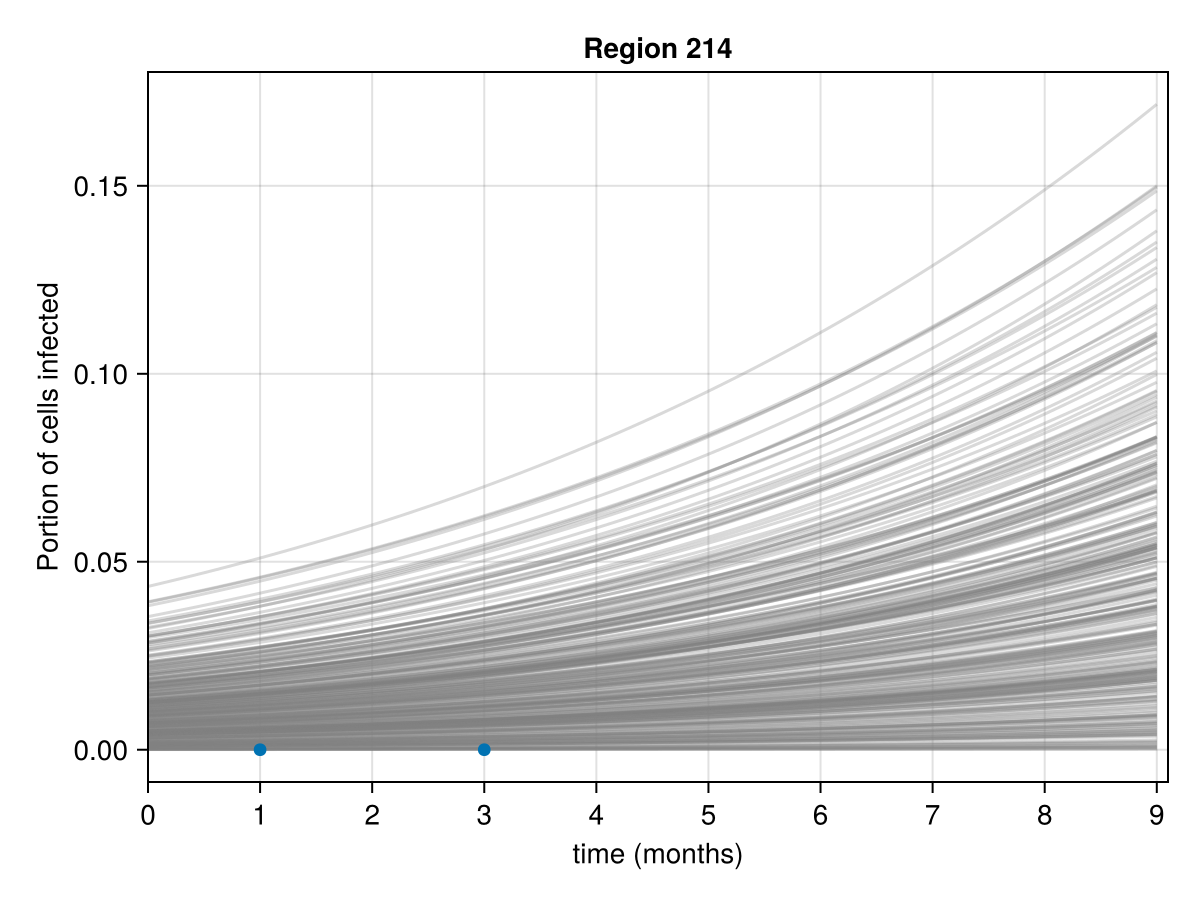 Region 214
Portion of cells infected
0.15
0.10
0.05
0.00
0 1 2 3 4 5 6 7 8 9
time (months)